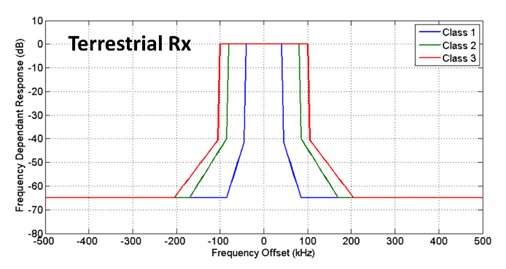 Terrestrial Rx
Class 1
Class 2
Class 3
Frequency Dependant Response (dB)
10
0
-10
-20
-30
-40
-50
-60
-70
-80
-500 -400 -300 -200 -100 0 100 200 300 400 500
Frequency Offset (kHz)